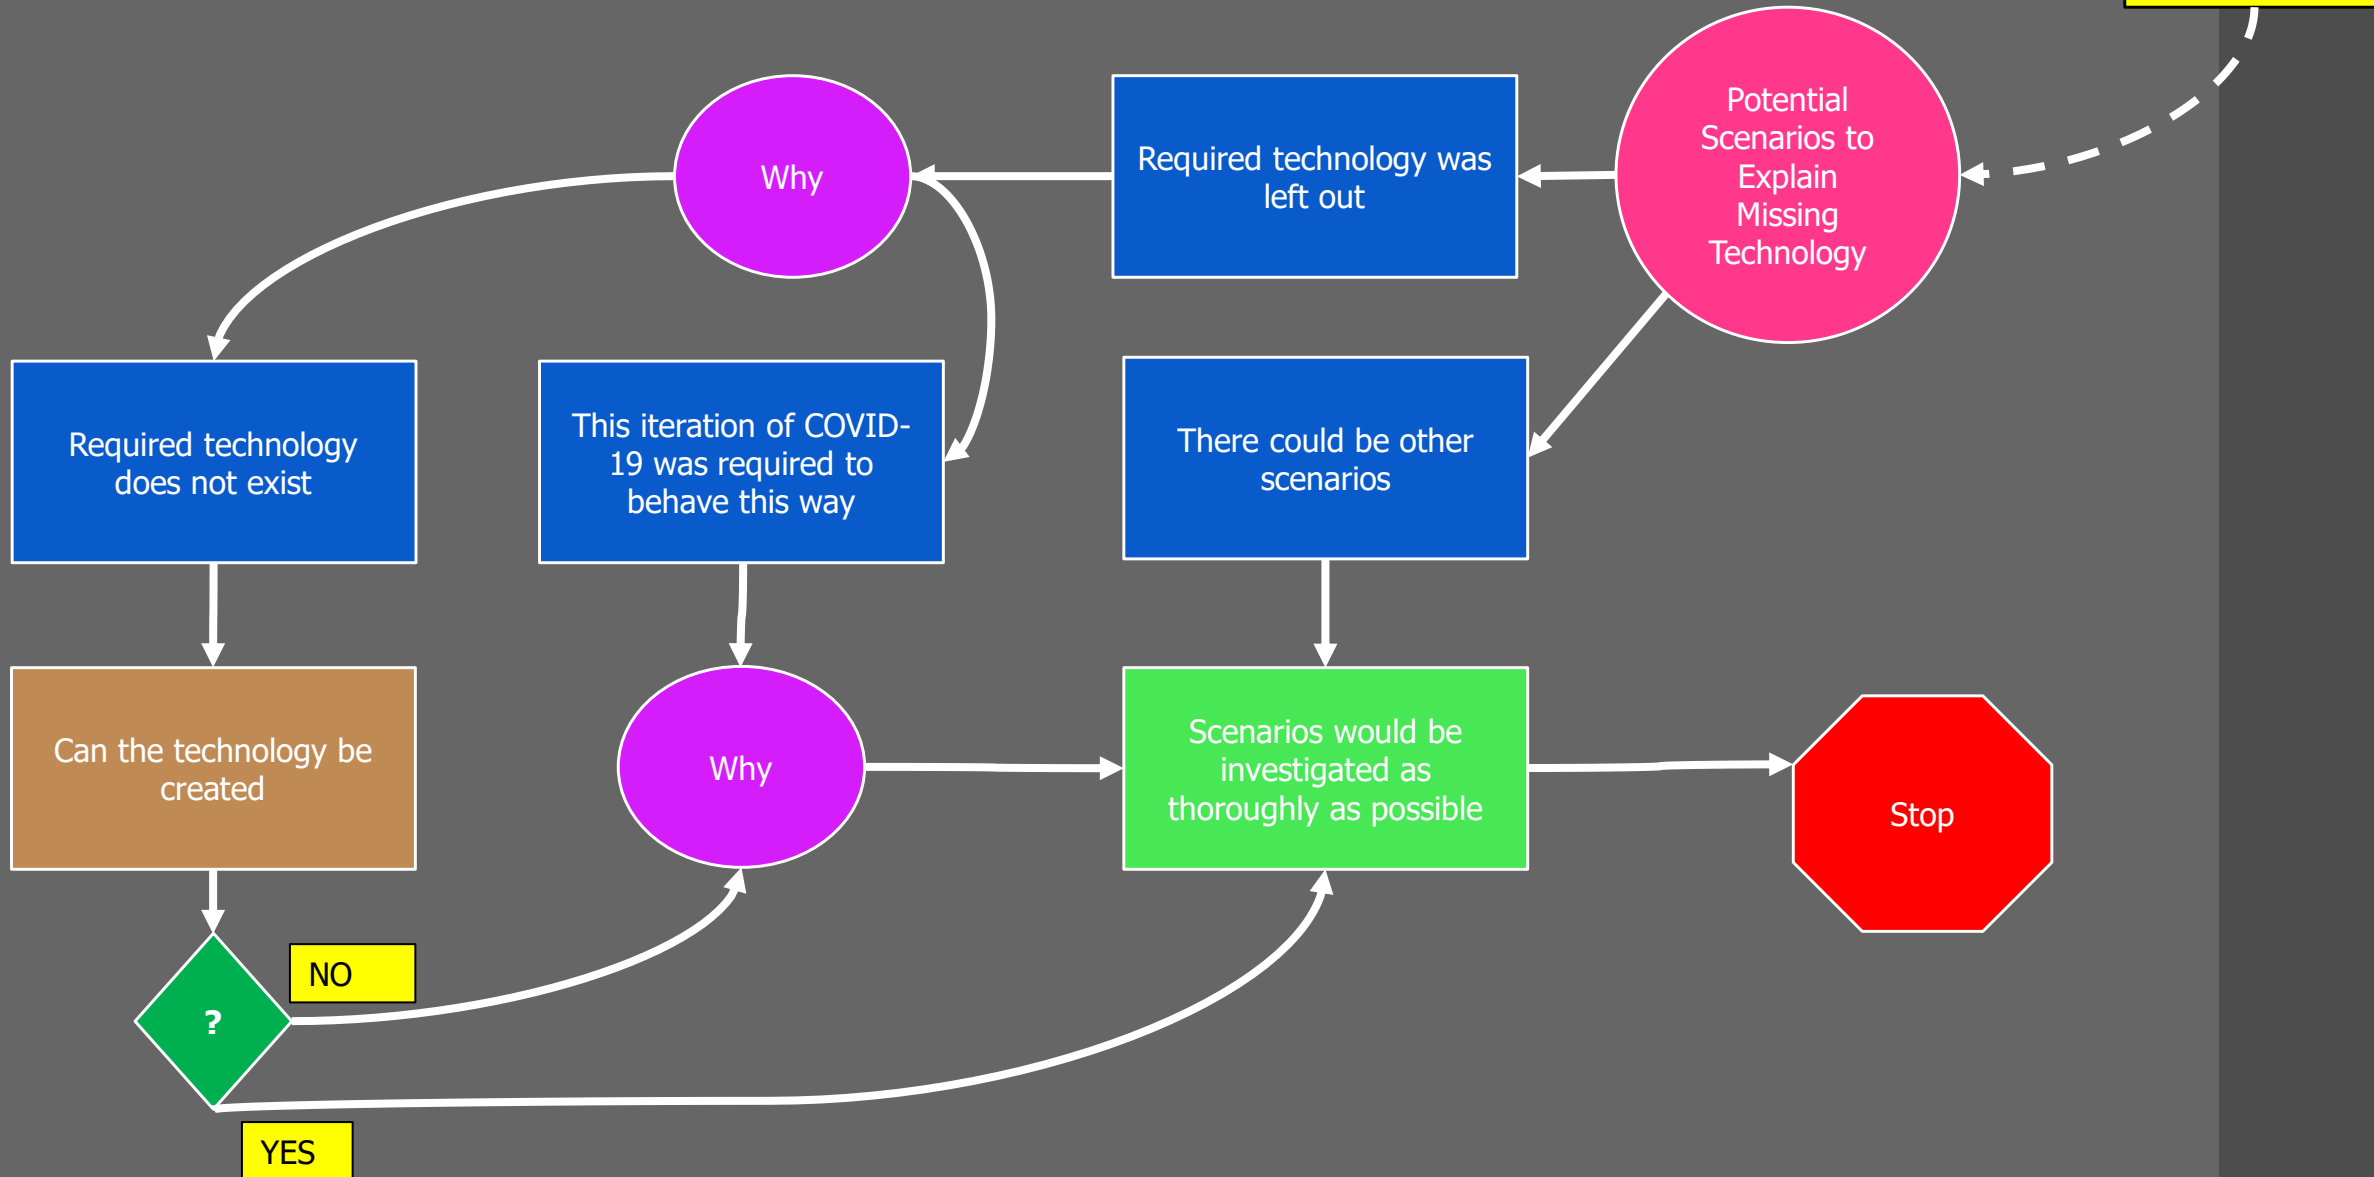 Potential
Scenarios to
Explain
Missing
Technology
Required technology was
left out
Why
Required technology
does not exist
This iteration of COVID-
19 was required to
behave this way
There could be other
scenarios
Can the technology be
created
Why
Scenarios would be
investigated as
thoroughly as possible
Stop
?
NO
YES